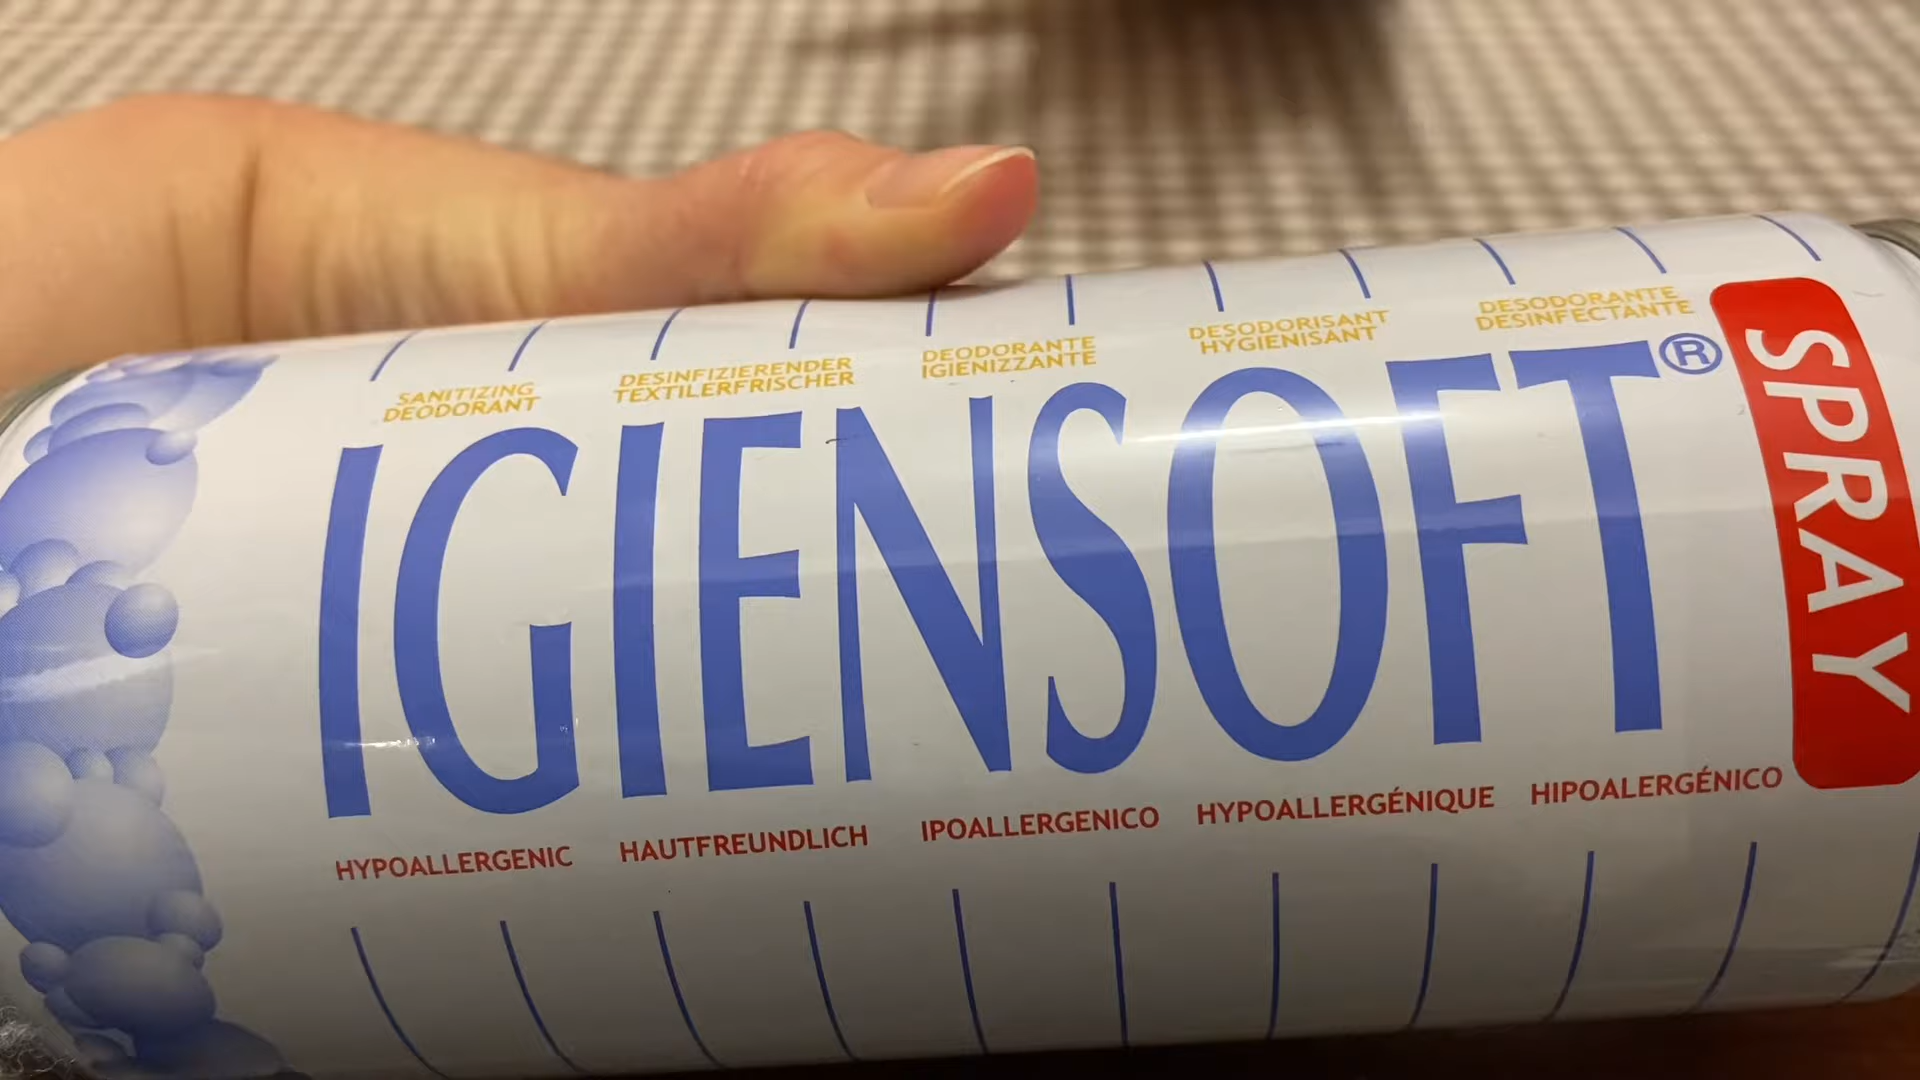 SANITIZING
DEODORANT
DESINFIZIERENDER
TEXTILERFRISCHER
DEODORANTE
IGIENIZZANTE
DESODORISANT
HYGIENISANT
DESODORANTE
DESINFECTANTE
IGIENSOFT®
SPRAY
HYPOALLERGENIC
HAUTFREUNDLICH
IPOALLERGENICO
HYPOALLERGÉNIQUE
HIPOALERGÉNICO